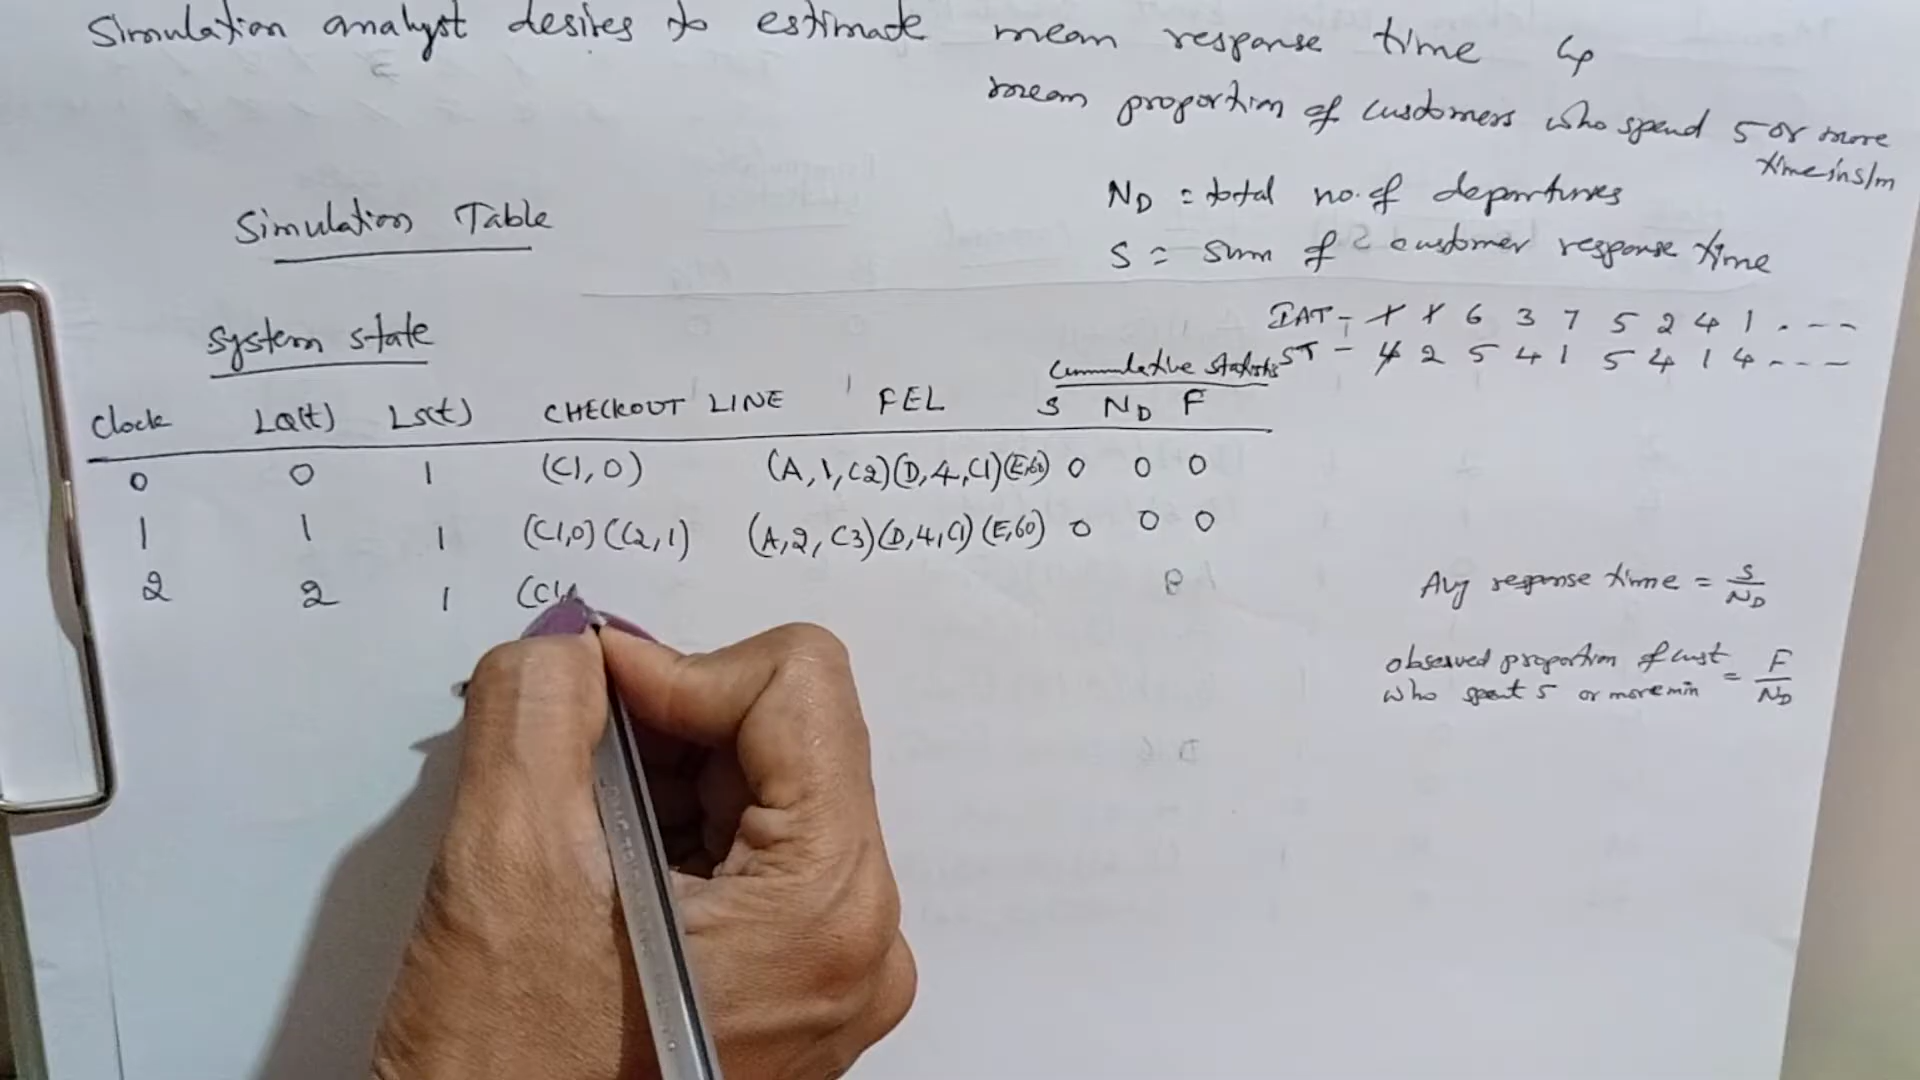 Simulation analyst desires to estimate mean response time &
mean proportion of customers who spend 5 or more
time in s/m
ND = total no. of departures
S = sum of customer response time
Simulation Table
IAT - 1 1 6 3 7 5 2 4 1 . - -
ST - 4 2 5 4 1 5 4 1 4 - - -
System state
Cummulative Statistics
Clock LQ(t) LS(t) CHECKOUT LINE FEL S ND F
0 0 1 (C1, 0) (A, 1, C2) (D, 4, C1) (E, 60) 0 0 0
1 1 1 (C1, 0) (C2, 1) (A, 2, C3) (D, 4, C1) (E, 60) 0 0 0
2 2 1 (C1,
Avg response time = S/ND
observed proportion of cust
who spent 5 or more min = F/ND